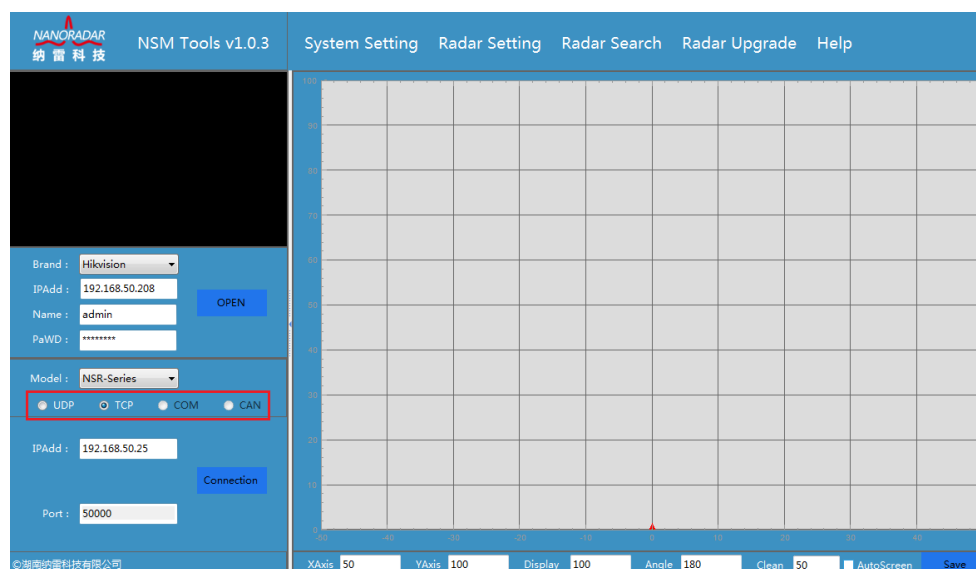 NANORADAR
纳雷科技
NSM Tools v1.0.3
System Setting Radar Setting Radar Search Radar Upgrade Help
Brand : Hikvision
IPAdd : 192.168.50.208
OPEN
Name : admin
PaWD : ********
Model : NSR-Series
UDP TCP COM CAN
IPAdd : 192.168.50.25
Connection
Port : 50000
©湖南纳雷科技有限公司
100
90
80
70
60
50
40
30
20
10
0
-50 -40 -30 -20 -10 0 10 20 30 40
XAxis 50 YAxis 100 Display 100 Angle 180 Clean 50 AutoScreen Save